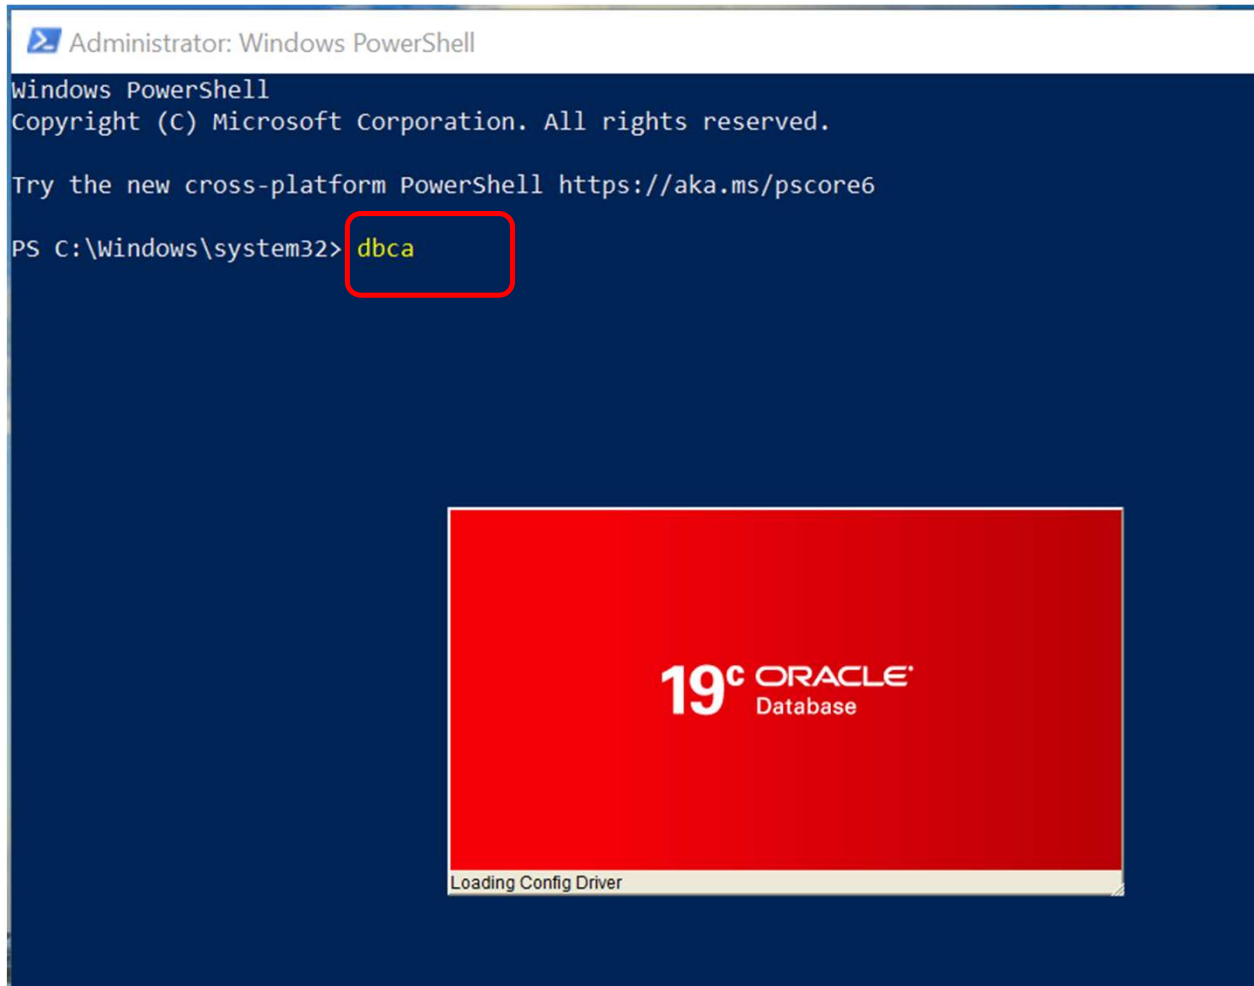 Administrator: Windows PowerShell
Windows PowerShell
Copyright (C) Microsoft Corporation. All rights reserved.
Try the new cross-platform PowerShell https://aka.ms/pscore6
PS C:\Windows\system32> dbca
19c ORACLE
Database
Loading Config Driver